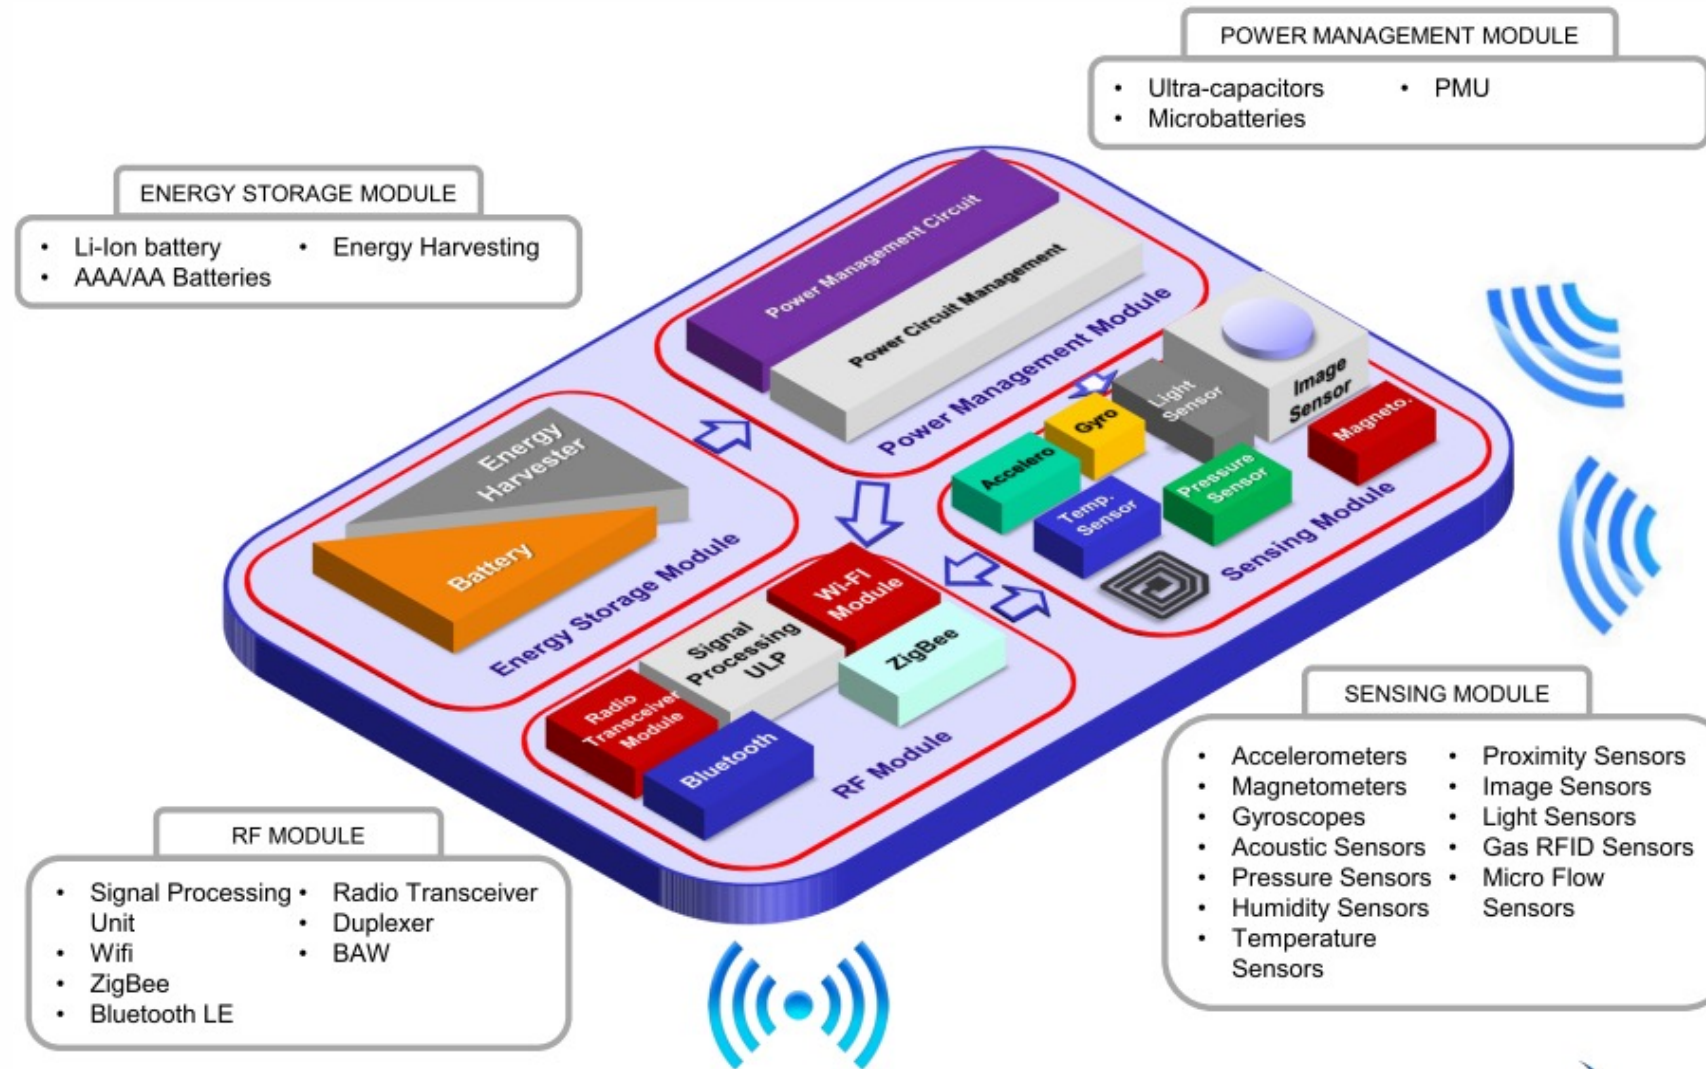 POWER MANAGEMENT MODULE
• Ultra-capacitors
• Microbatteries
• PMU
ENERGY STORAGE MODULE
• Li-Ion battery
• AAA/AA Batteries
• Energy Harvesting
Power Management Circuit
Power Circuit Management
Power Management Module
Energy
Harvester
Battery
Energy Storage Module
Image
Sensor
Light
Sensor
Magneto.
Gyro
Accelero
Pressure
Sensor
Temp.
Sensor
Sensing Module
Wi-Fi
Module
Signal
Processing
ULP
ZigBee
Radio
Transceiver
Module
Bluetooth
RF Module
SENSING MODULE
• Accelerometers
• Magnetometers
• Gyroscopes
• Acoustic Sensors
• Pressure Sensors
• Humidity Sensors
• Temperature
Sensors
• Proximity Sensors
• Image Sensors
• Light Sensors
• Gas RFID Sensors
• Micro Flow
Sensors
RF MODULE
• Signal Processing
Unit
• Wifi
• ZigBee
• Bluetooth LE
• Radio Transceiver
• Duplexer
• BAW